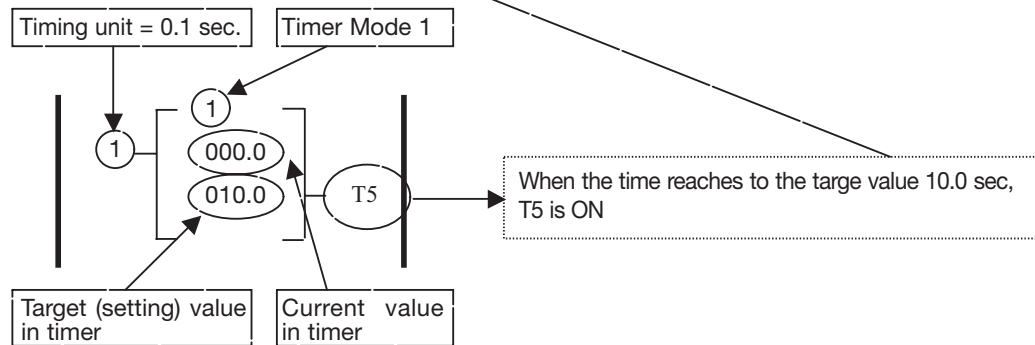 Timing unit = 0.1 sec.
Timer Mode 1
1
1
000.0
010.0
T5
When the time reaches to the targe value 10.0 sec,
T5 is ON
Target (setting) value
in timer
Current value
in timer